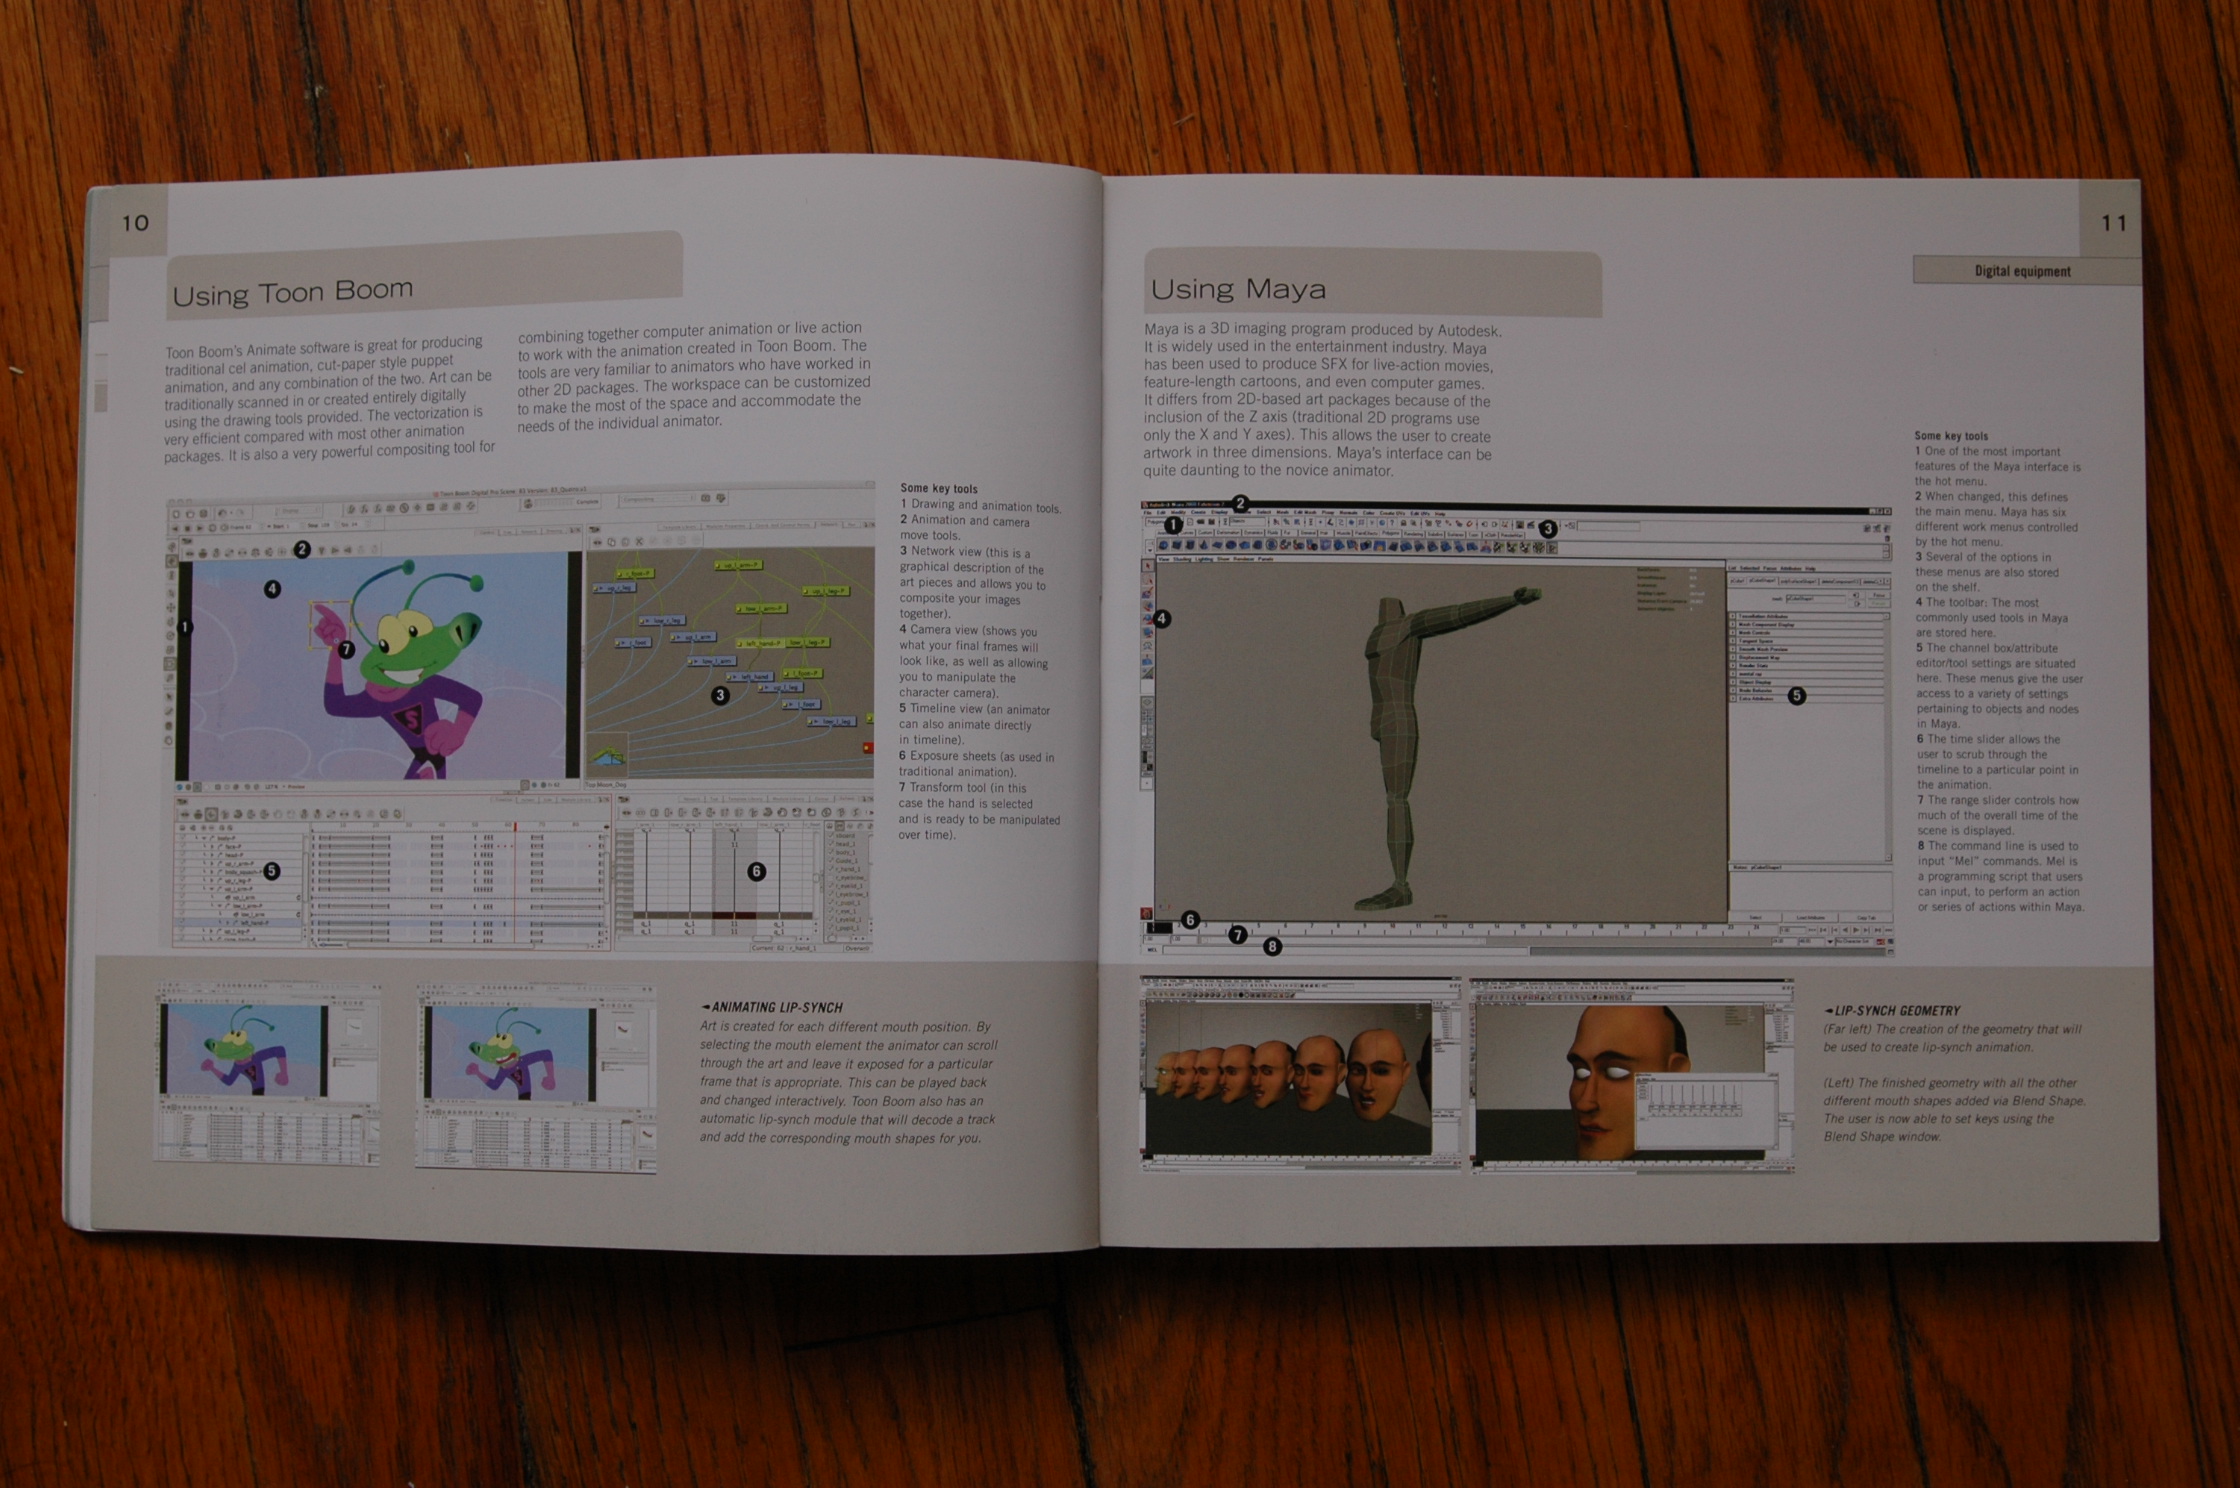 10
Using Toon Boom
Toon Boom's Animate software is great for producing
traditional cel animation, cut-paper style puppet
animation, and any combination of the two. Art can be
traditionally scanned in or created entirely digitally
using the drawing tools provided. The vectorization is
very efficient compared with most other animation
packages. It is also a very powerful compositing tool for
combining together computer animation or live action
to work with the animation created in Toon Boom. The
tools are very familiar to animators who have worked in
other 2D packages. The workspace can be customized
to make the most of the space and accommodate the
needs of the individual animator.
Some key tools
1 Drawing and animation tools.
2 Animation and camera
move tools.
3 Network view (this is a
graphical description of the
art pieces and allows you to
composite your images
together).
4 Camera view (shows you
what your final frames will
look like, as well as allowing
you to manipulate the
character camera).
5 Timeline view (an animator
can also animate directly
in timeline).
6 Exposure sheets (as used in
traditional animation).
7 Transform tool (in this
case the hand is selected
and is ready to be manipulated
over time).
2
4
1
7
S
3
5
6
ANIMATING LIP-SYNCH
Art is created for each different mouth position. By
selecting the mouth element the animator can scroll
through the art and leave it exposed for a particular
frame that is appropriate. This can be played back
and changed interactively. Toon Boom also has an
automatic lip-synch module that will decode a track
and add the corresponding mouth shapes for you.
11
Digital equipment
Using Maya
Maya is a 3D imaging program produced by Autodesk.
It is widely used in the entertainment industry. Maya
has been used to produce SFX for live-action movies,
feature-length cartoons, and even computer games.
It differs from 2D-based art packages because of the
inclusion of the Z axis (traditional 2D programs use
only the X and Y axes). This allows the user to create
artwork in three dimensions. Maya's interface can be
quite daunting to the novice animator.
2
1
3
4
5
6
7
8
Some key tools
1 One of the most important
features of the Maya interface is
the hot menu.
2 When changed, this defines
the main menu. Maya has six
different work menus controlled
by the hot menu.
3 Several of the options in
these menus are also stored
on the shelf.
4 The toolbar: The most
commonly used tools in Maya
are stored here.
5 The channel box/attribute
editor/tool settings are situated
here. These menus give the user
access to a variety of settings
pertaining to objects and nodes
in Maya.
6 The time slider allows the
user to scrub through the
timeline to a particular point in
the animation.
7 The range slider controls how
much of the overall time of the
scene is displayed.
8 The command line is used to
input “Mel” commands. Mel is
a programming script that users
can input, to perform an action
or series of actions within Maya.
LIP-SYNCH GEOMETRY
(Far left) The creation of the geometry that will
be used to create lip-synch animation.
(Left) The finished geometry with all the other
different mouth shapes added via Blend Shape.
The user is now able to set keys using the
Blend Shape window.